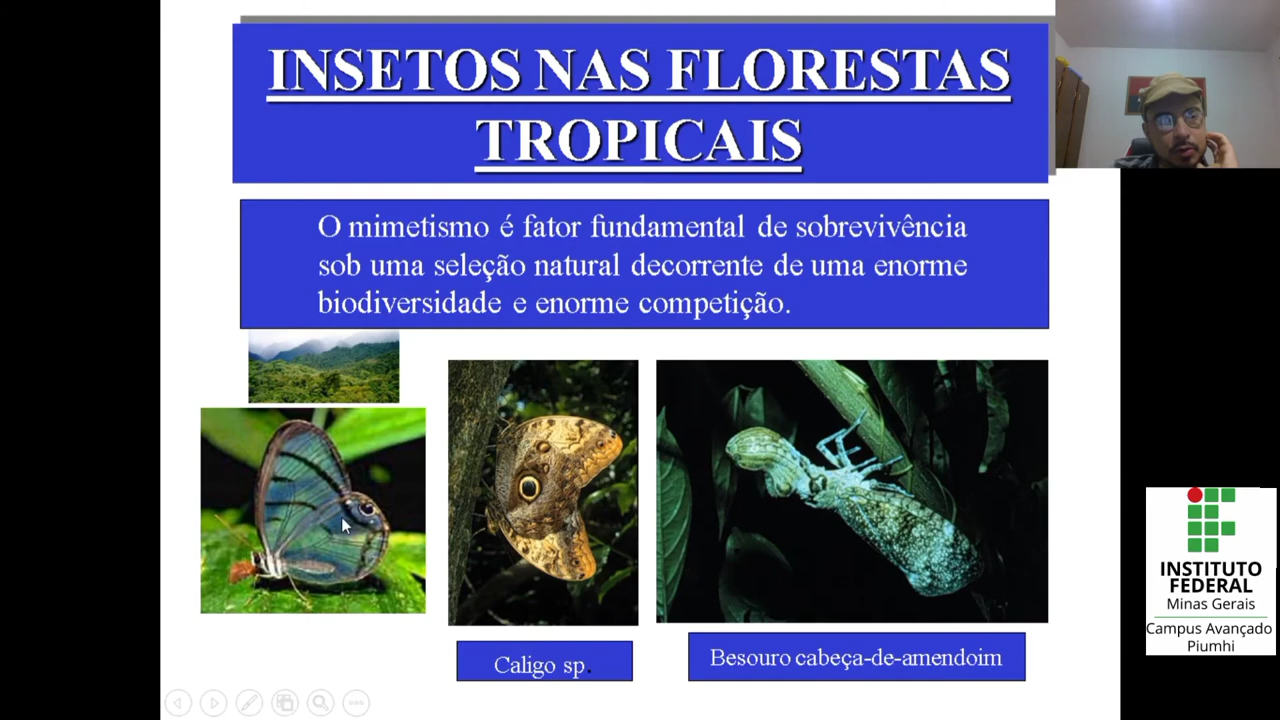 INSETOS NAS FLORESTAS
TROPICAIS
O mimetismo é fator fundamental de sobrevivência
sob uma seleção natural decorrente de uma enorme
biodiversidade e enorme competição.
Caligo sp.
Besouro cabeça-de-amendoim
INSTITUTO
FEDERAL
Minas Gerais
Campus Avançado
Piumhi